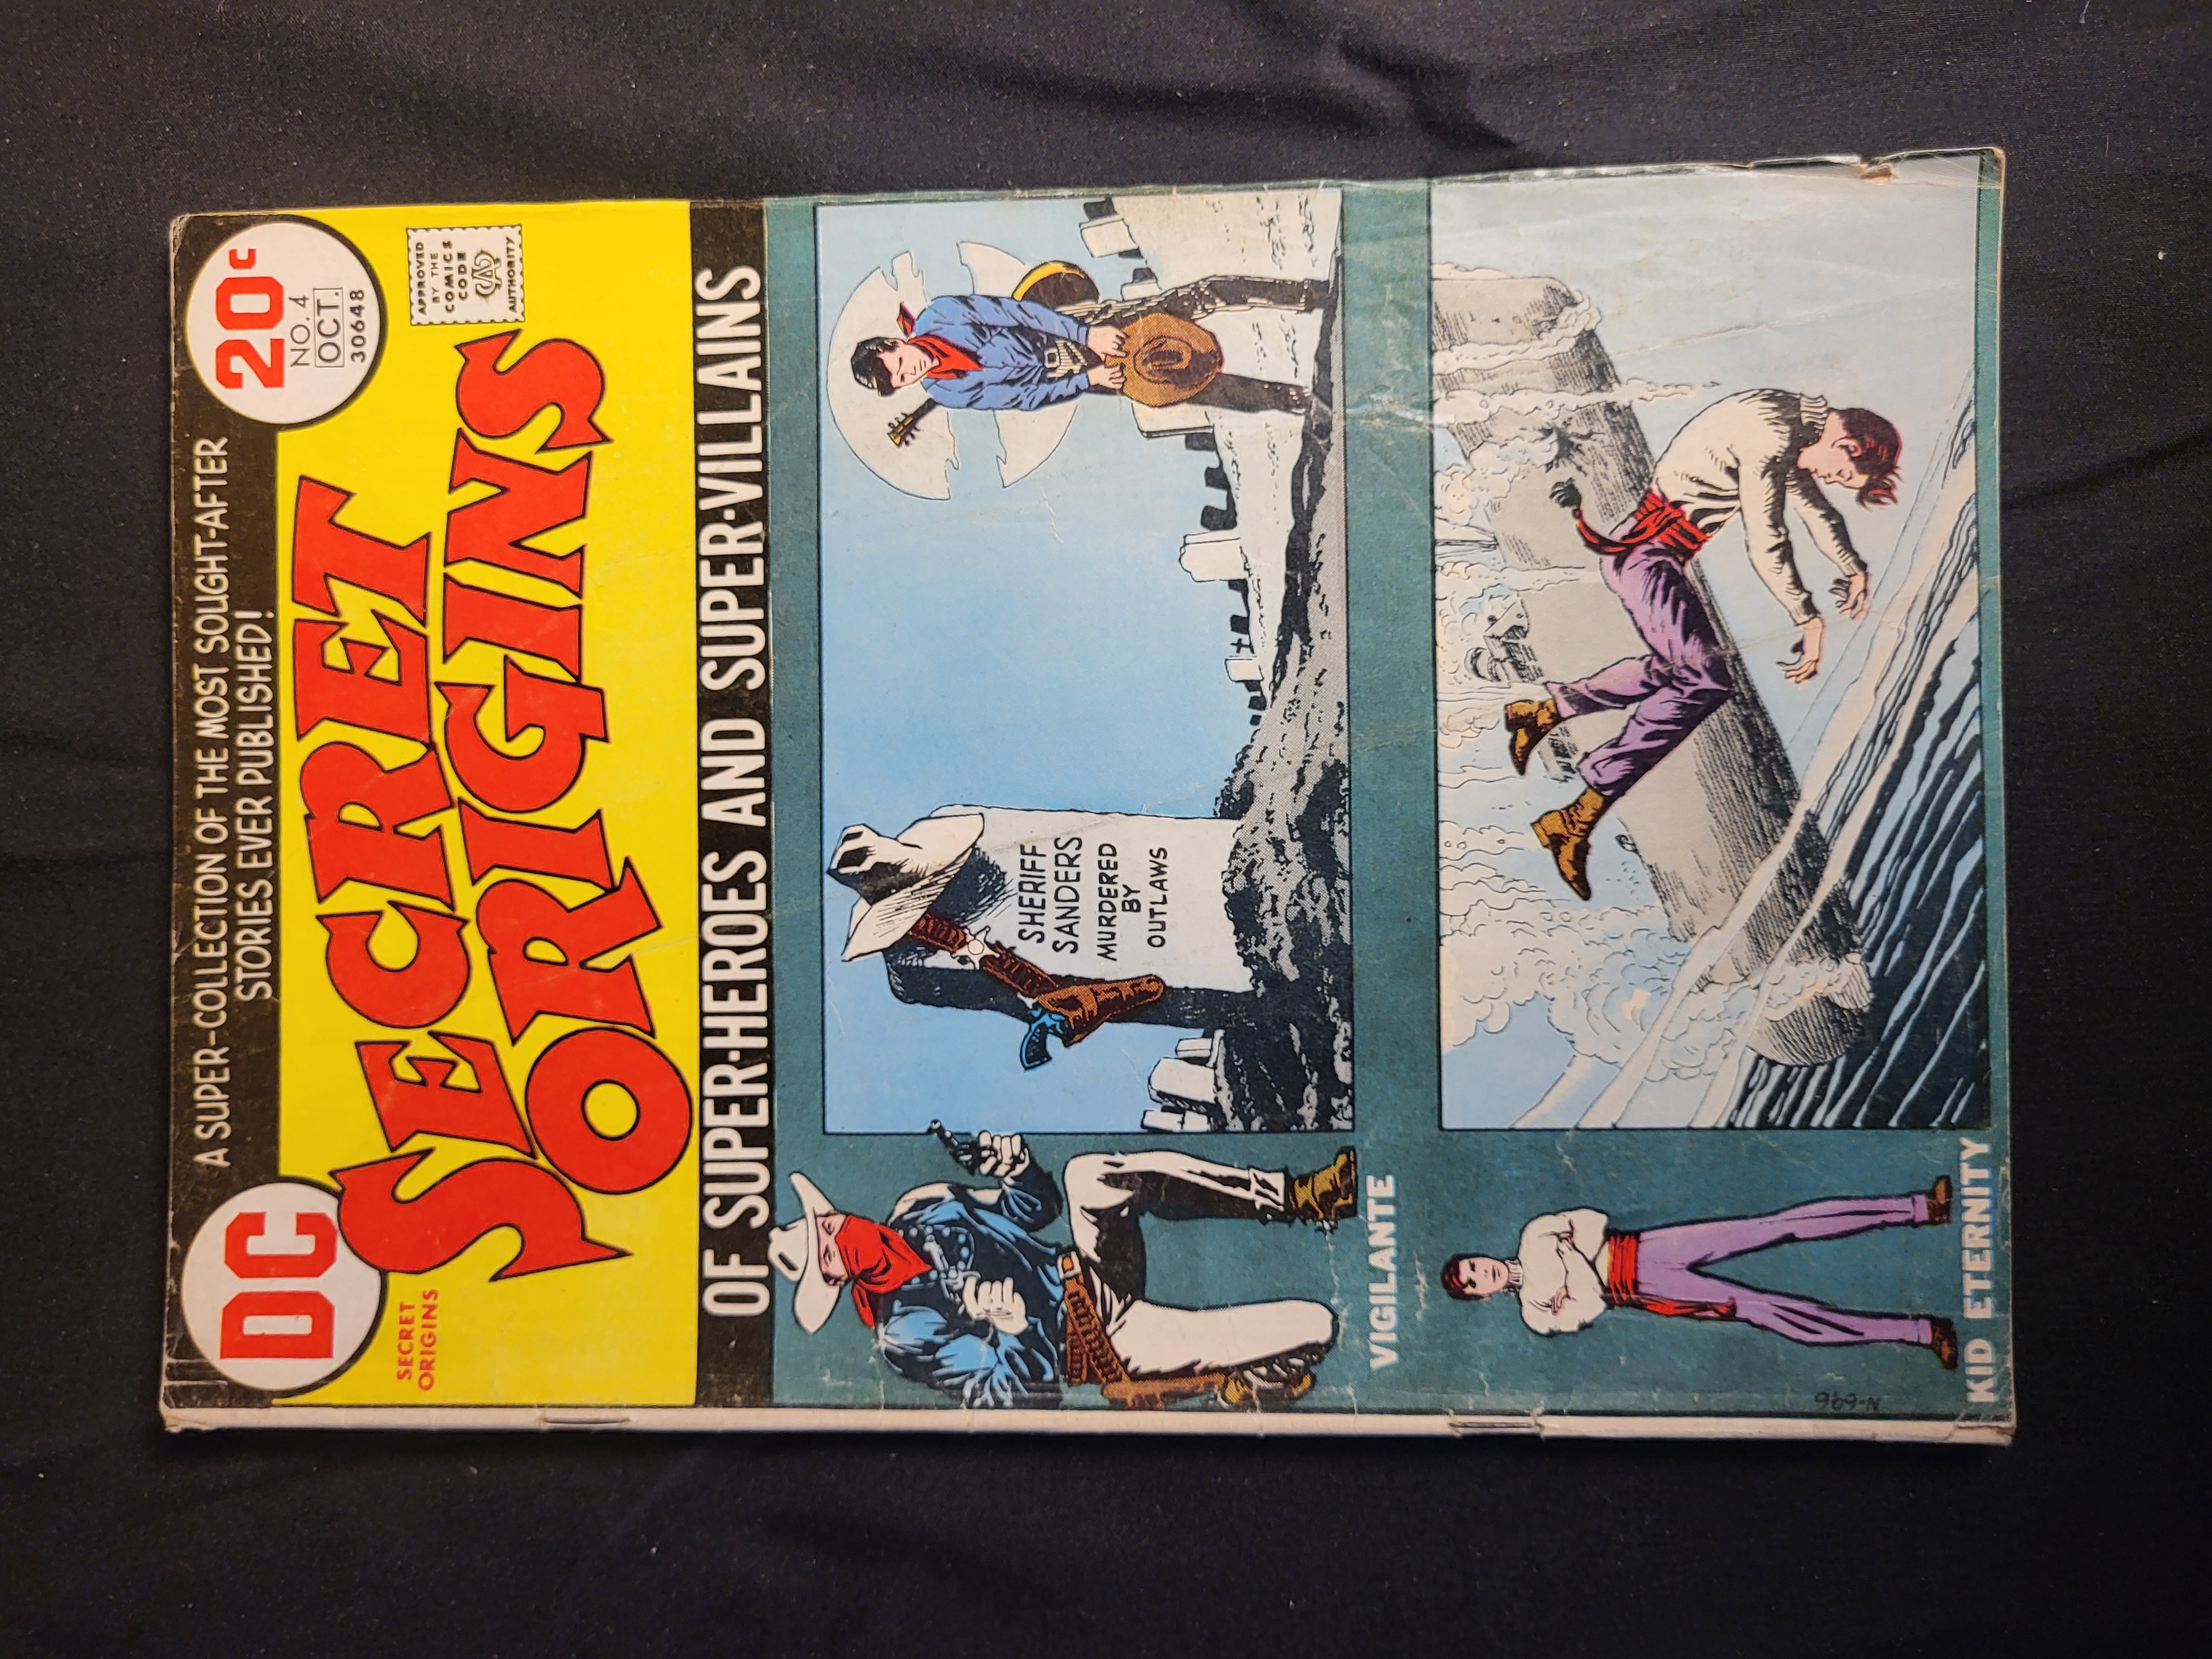 DC
A SUPER-COLLECTION OF THE MOST SOUGHT-AFTER
STORIES EVER PUBLISHED!
20¢
NO. 4
OCT.
30648
SECRET
ORIGINS
SECRET
ORIGINS
APPROVED
BY THE
COMICS
CODE
CA
AUTHORITY
OF SUPER-HEROES AND SUPER-VILLAINS
SHERIFF
SANDERS
MURDERED
BY
OUTLAWS
VIGILANTE
N-696
KID ETERNITY